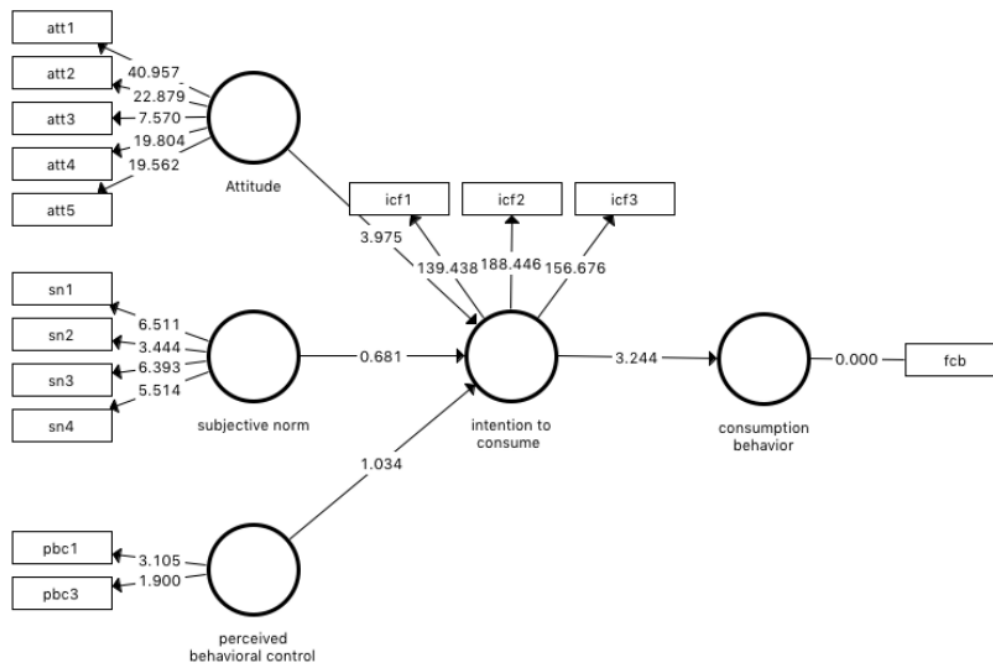 att1
att2
att3
att4
att5
40.957
22.879
7.570
19.804
19.562
Attitude
icf1
icf2
icf3
3.975
139.438
188.446
156.676
sn1
sn2
sn3
sn4
6.511
3.444
6.393
5.514
subjective norm
0.681
intention to
consume
3.244
consumption
behavior
0.000
fcb
1.034
pbc1
pbc3
3.105
1.900
perceived
behavioral control